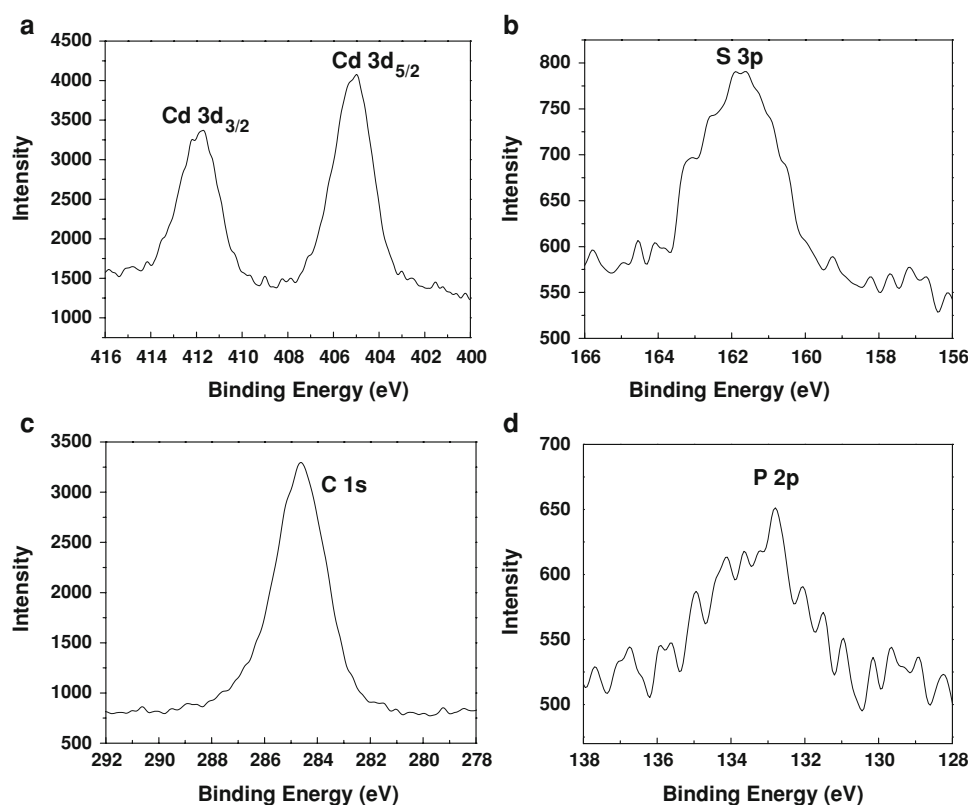 a
4500
4000
3500
3000
2500
2000
1500
1000
Intensity
Cd 3d3/2
Cd 3d5/2
416 414 412 410 408 406 404 402 400
Binding Energy (eV)
b
800
750
700
650
600
550
500
Intensity
S 3p
166 164 162 160 158 156
Binding Energy (eV)
c
3500
3000
2500
2000
1500
1000
500
Intensity
C 1s
292 290 288 286 284 282 280 278
Binding Energy (eV)
d
700
650
600
550
500
Intensity
P 2p
138 136 134 132 130 128
Binding Energy (eV)